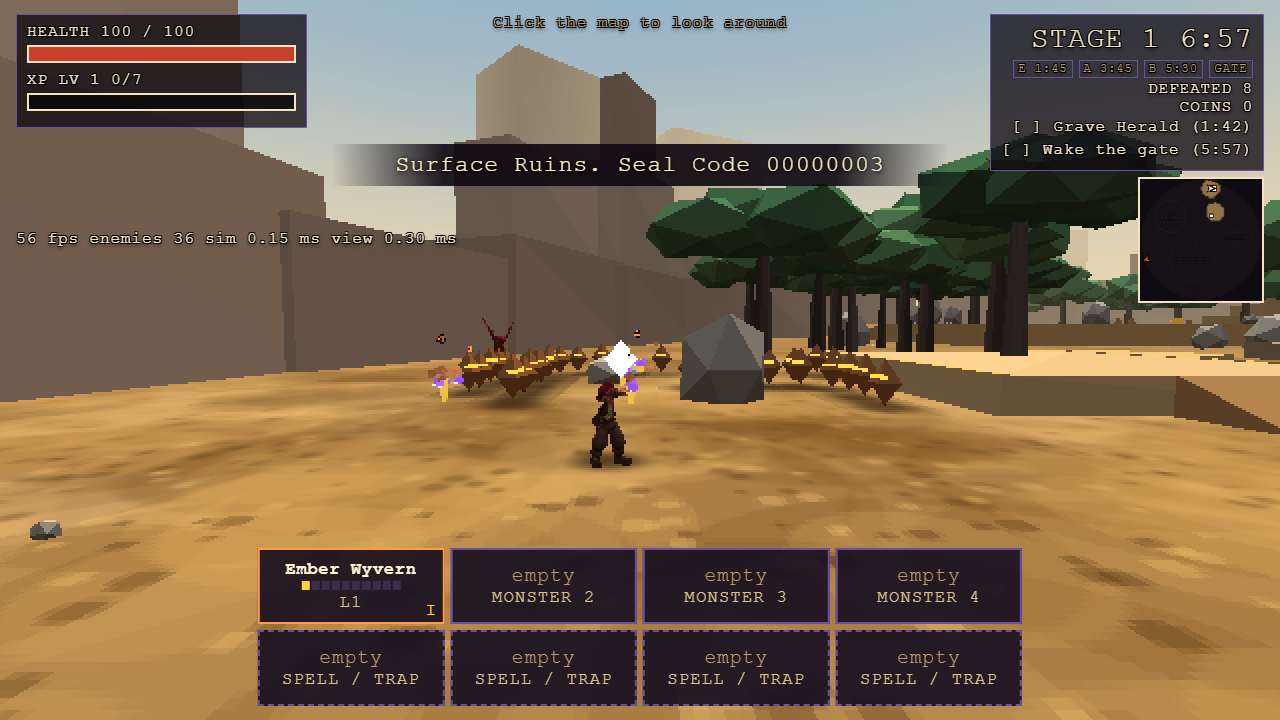 HEALTH 100 / 100
XP LV 1 0/7
Click the map to look around
STAGE 1 6:57
E 1:45 A 3:45 B 5:30 GATE
DEFEATED 8
COINS 0
[ ] Grave Herald (1:42)
[ ] Wake the gate (5:57)
Surface Ruins. Seal Code 00000003
56 fps enemies 36 sim 0.15 ms view 0.30 ms
Ember Wyvern
L1
I
empty
MONSTER 2
empty
MONSTER 3
empty
MONSTER 4
empty
SPELL / TRAP
empty
SPELL / TRAP
empty
SPELL / TRAP
empty
SPELL / TRAP